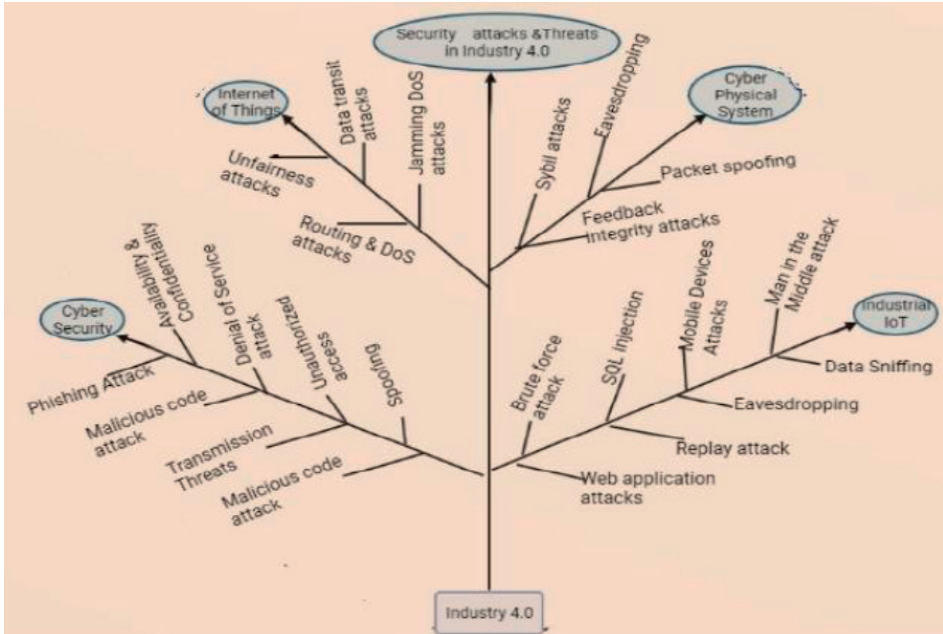 Security attacks &Threats
in Industry 4.0
Internet
of Things
Data transit
attacks
Jamming DoS
attacks
Unfairness
attacks
Routing & DoS
attacks
Cyber
Physical
System
Eavesdropping
Sybil attacks
Packet spoofing
Feedback
Integrity attacks
Cyber
Security
Availability &
Confidentiality
Denial of Service
attack
Unauthorized
access
Spoofing
Phishing Attack
Malicious code
attack
Transmission
Threats
Malicious code
attack
Industrial
IoT
Man in the
Middle attack
Mobile Devices
Attacks
SQL Injection
Brute force
attack
Data Sniffing
Eavesdropping
Replay attack
Web application
attacks
Industry 4.0